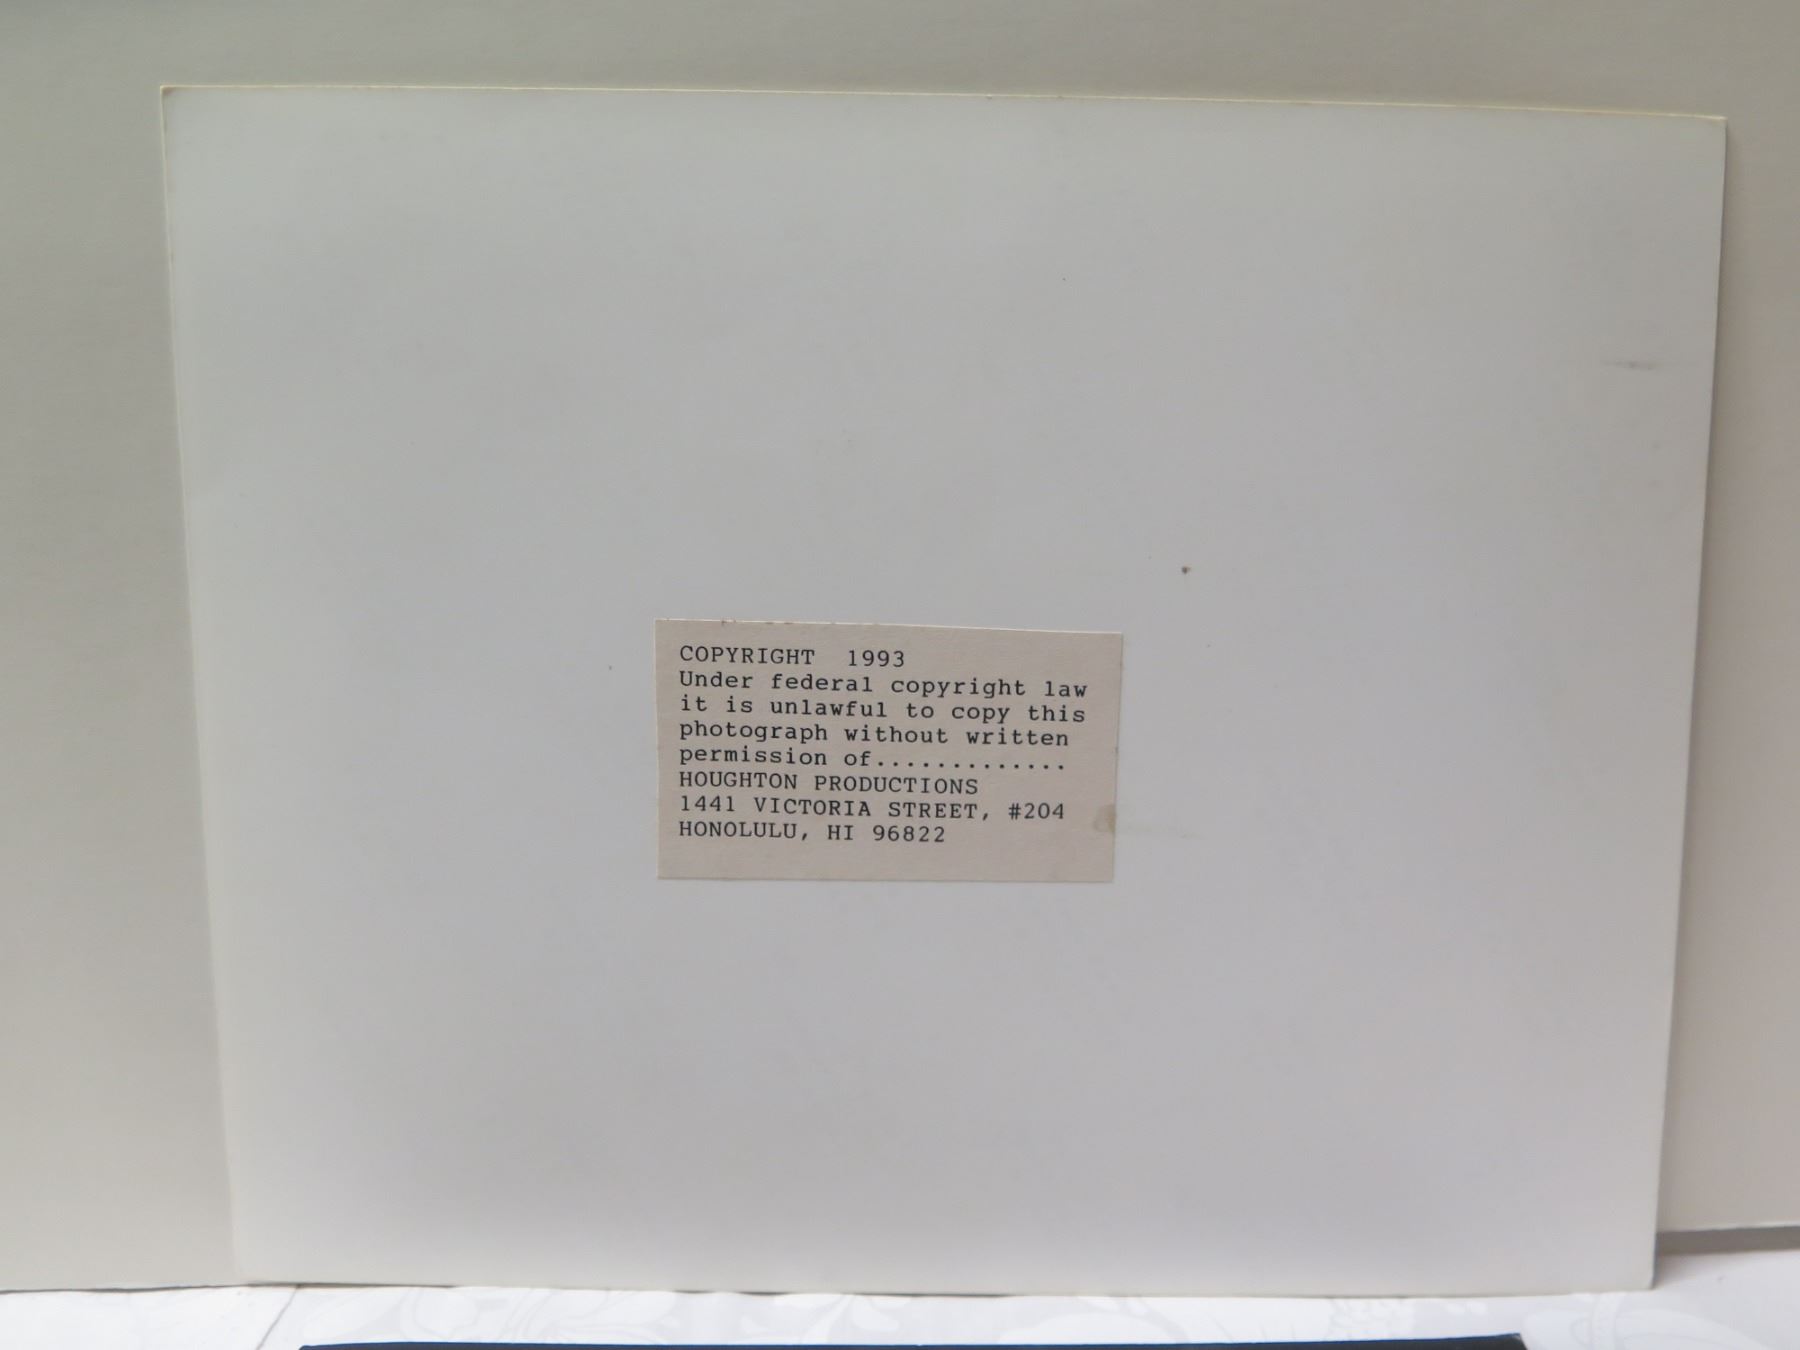 COPYRIGHT  1993
Under federal copyright law
it is unlawful to copy this
photograph without written
permission of.............
HOUGHTON PRODUCTIONS
1441 VICTORIA STREET, #204
HONOLULU, HI 96822